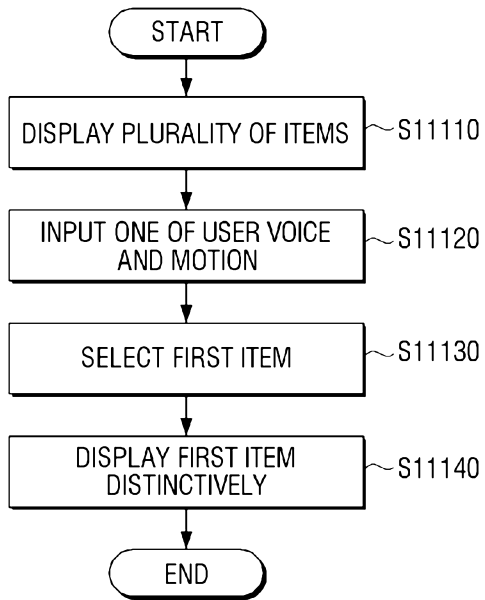 START
DISPLAY PLURALITY OF ITEMS
S11110
INPUT ONE OF USER VOICE
AND MOTION
S11120
SELECT FIRST ITEM
S11130
DISPLAY FIRST ITEM
DISTINCTIVELY
S11140
END